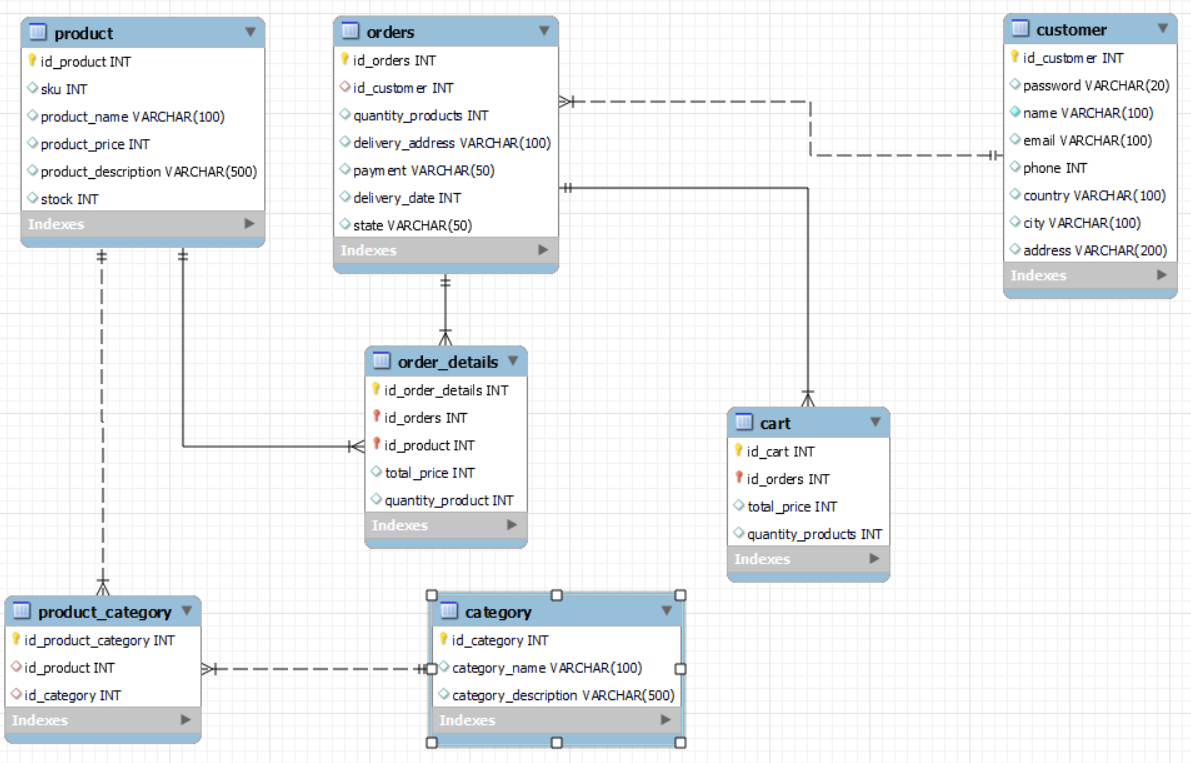 product
id_product INT
sku INT
product_name VARCHAR(100)
product_price INT
product_description VARCHAR(500)
stock INT
Indexes
orders
id_orders INT
id_customer INT
quantity_products INT
delivery_address VARCHAR(100)
payment VARCHAR(50)
delivery_date INT
state VARCHAR(50)
Indexes
customer
id_customer INT
password VARCHAR(20)
name VARCHAR(100)
email VARCHAR(100)
phone INT
country VARCHAR(100)
city VARCHAR(100)
address VARCHAR(200)
Indexes
order_details
id_order_details INT
id_orders INT
id_product INT
total_price INT
quantity_product INT
Indexes
cart
id_cart INT
id_orders INT
total_price INT
quantity_products INT
Indexes
product_category
id_product_category INT
id_product INT
id_category INT
Indexes
category
id_category INT
category_name VARCHAR(100)
category_description VARCHAR(500)
Indexes